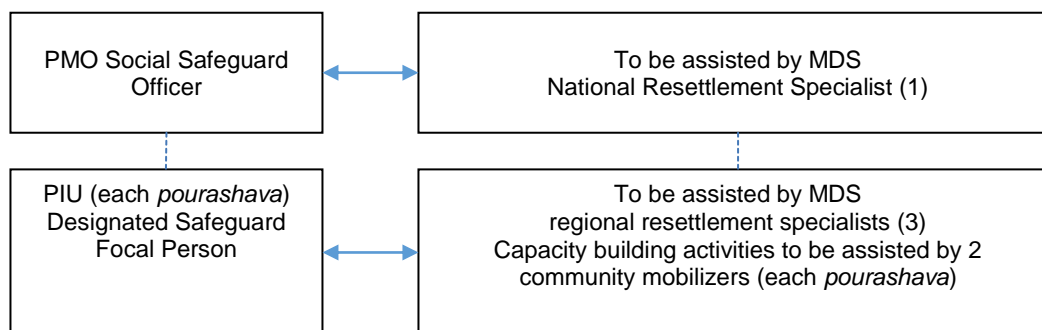 PMO Social Safeguard
Officer
To be assisted by MDS
National Resettlement Specialist (1)
PIU (each pourashava)
Designated Safeguard
Focal Person
To be assisted by MDS
regional resettlement specialists (3)
Capacity building activities to be assisted by 2
community mobilizers (each pourashava)